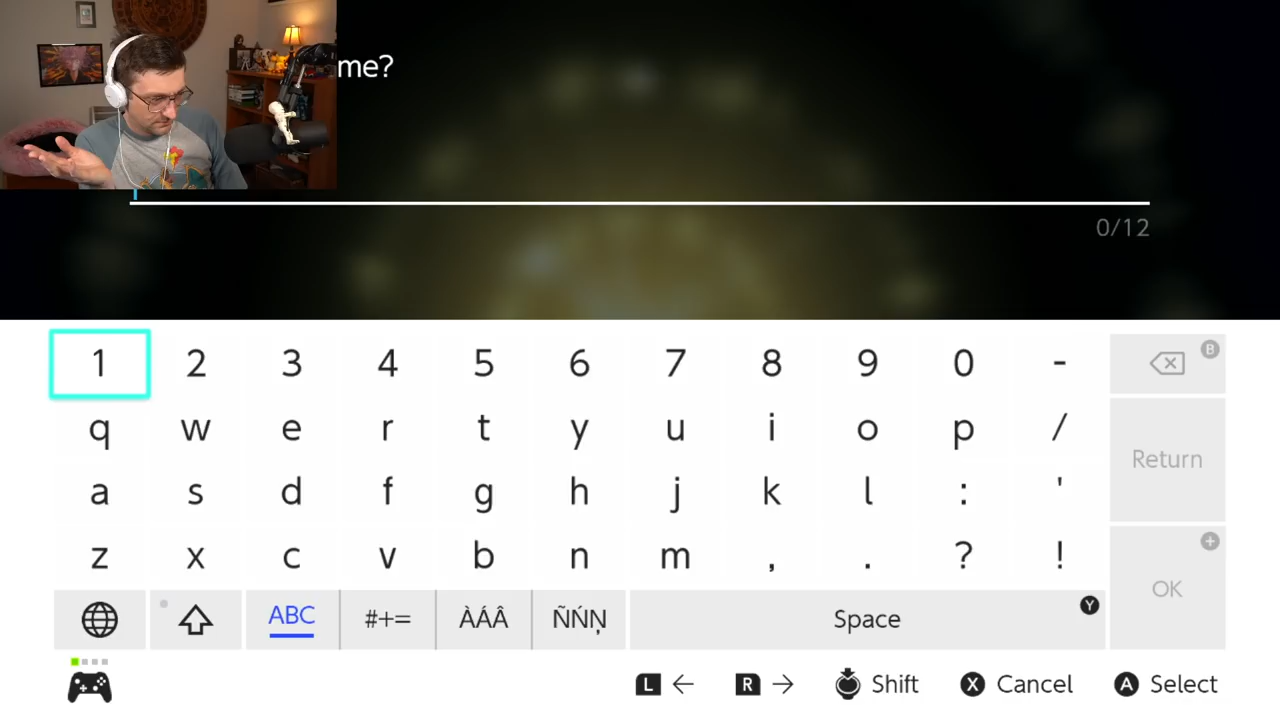 me?
0/12
1 2 3 4 5 6 7 8 9 0 - B
q w e r t y u i o p / Return
a s d f g h j k l : '
z x c v b n m , . ? ! +
ABC #+= ÀÁÂ ÑŃŅ Space Y OK
L ← R → Shift X Cancel A Select